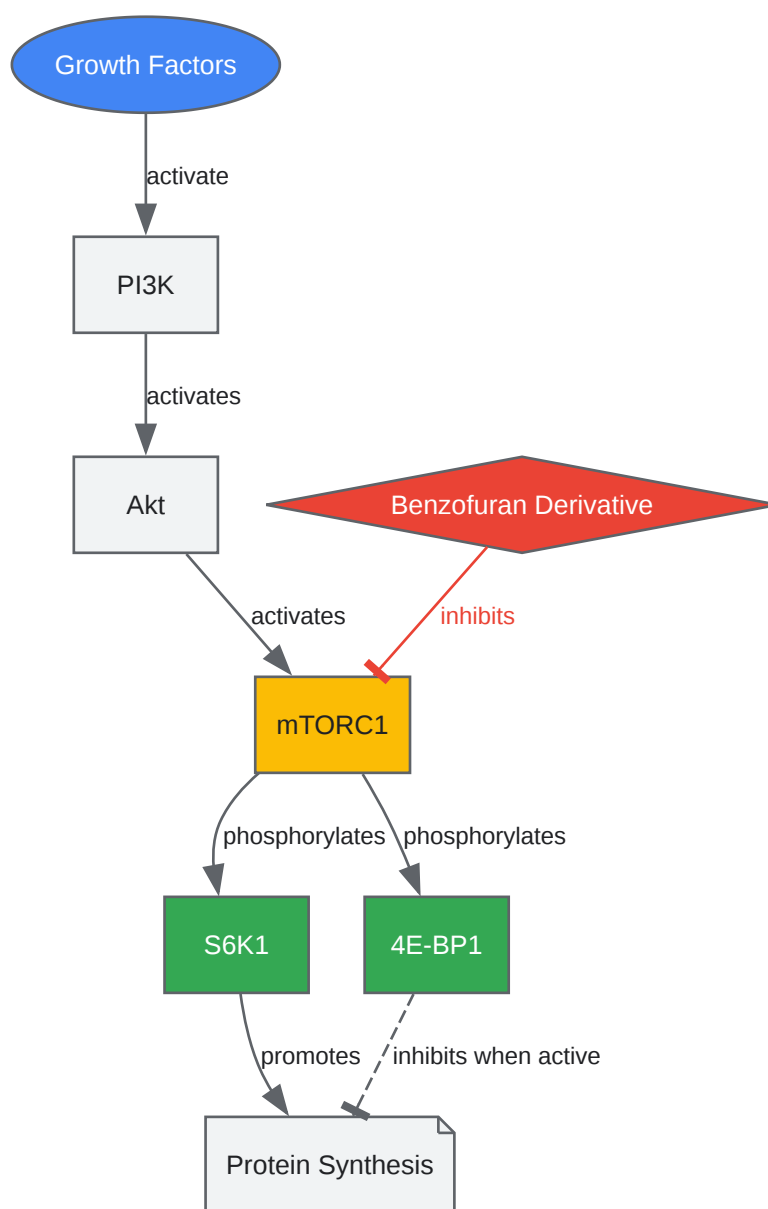 Growth Factors
activate
PI3K
activates
Akt
Benzofuran Derivative
activates
inhibits
mTORC1
phosphorylates
phosphorylates
S6K1
4E-BP1
promotes
inhibits when active
Protein Synthesis